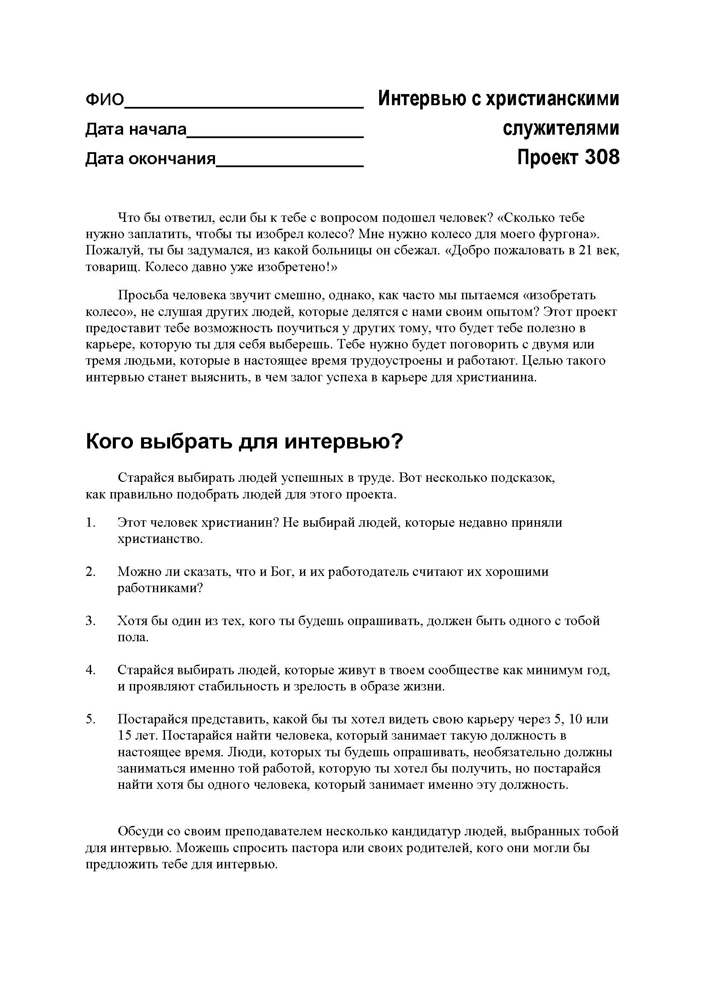 ФИО
Интервью с христианскими
Дата начала
служителями
Дата окончания
Проект 308
Что бы ответил, если бы к тебе с вопросом подошел человек? «Сколько тебе
нужно заплатить, чтобы ты изобрел колесо? Мне нужно колесо для моего фургона».
Пожалуй, ты бы задумался, из какой больницы он сбежал. «Добро пожаловать в 21 век,
товарищ. Колесо давно уже изобретено!»
Просьба человека звучит смешно, однако, как часто мы пытаемся «изобретать
колесо», не слушая других людей, которые делятся с нами своим опытом? Этот проект
предоставит тебе возможность поучиться у других тому, что будет тебе полезно в
карьере, которую ты для себя выберешь. Тебе нужно будет поговорить с двумя или
тремя людьми, которые в настоящее время трудоустроены и работают. Целью такого
интервью станет выяснить, в чем залог успеха в карьере для христианина.
Кого выбрать для интервью?
Старайся выбирать людей успешных в труде. Вот несколько подсказок,
как правильно подобрать людей для этого проекта.
1. Этот человек христианин? Не выбирай людей, которые недавно приняли
христианство.
2. Можно ли сказать, что и Бог, и их работодатель считают их хорошими
работниками?
3. Хотя бы один из тех, кого ты будешь опрашивать, должен быть одного с тобой
пола.
4. Старайся выбирать людей, которые живут в твоем сообществе как минимум год,
и проявляют стабильность и зрелость в образе жизни.
5. Постарайся представить, какой бы ты хотел видеть свою карьеру через 5, 10 или
15 лет. Постарайся найти человека, который занимает такую должность в
настоящее время. Люди, которых ты будешь опрашивать, необязательно должны
заниматься именно той работой, которую ты хотел бы получить, но постарайся
найти хотя бы одного человека, который занимает именно эту должность.
Обсуди со своим преподавателем несколько кандидатур людей, выбранных тобой
для интервью. Можешь спросить пастора или своих родителей, кого они могли бы
предложить тебе для интервью.